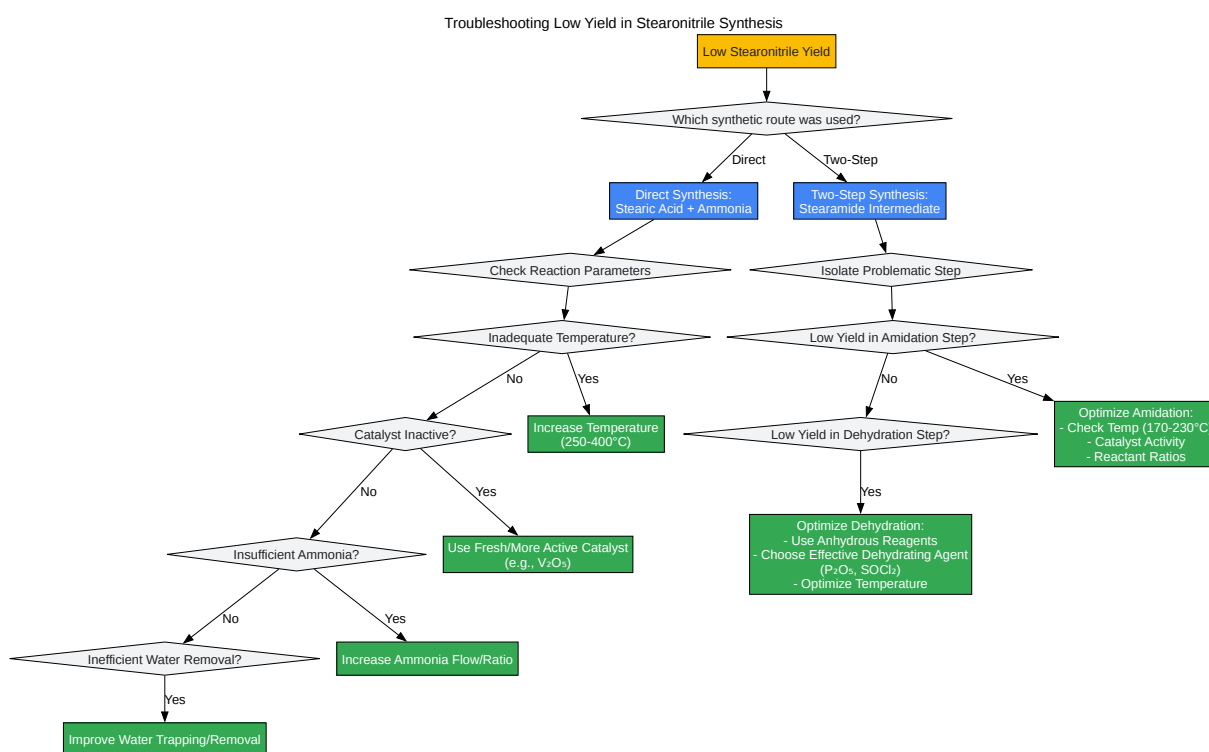 Troubleshooting Low Yield in Stearonitrile Synthesis
Low Stearonitrile Yield
Which synthetic route was used?
Direct
Two-Step
Direct Synthesis:
Stearic Acid + Ammonia
Two-Step Synthesis:
Stearamide Intermediate
Check Reaction Parameters
Isolate Problematic Step
Inadequate Temperature?
Low Yield in Amidation Step?
No
Yes
No
Yes
Catalyst Inactive?
Increase Temperature
(250-400°C)
Low Yield in Dehydration Step?
Optimize Amidation:
- Check Temp (170-230°C
- Catalyst Activity
- Reactant Ratios
No
Yes
Yes
Insufficient Ammonia?
Use Fresh/More Active Catalyst
(e.g., V₂O₅)
Optimize Dehydration:
- Use Anhydrous Reagents
- Choose Effective Dehydrating Agent
(P₂O₅, SOCl₂)
- Optimize Temperature
No
Yes
Inefficient Water Removal?
Increase Ammonia Flow/Ratio
Yes
Improve Water Trapping/Removal